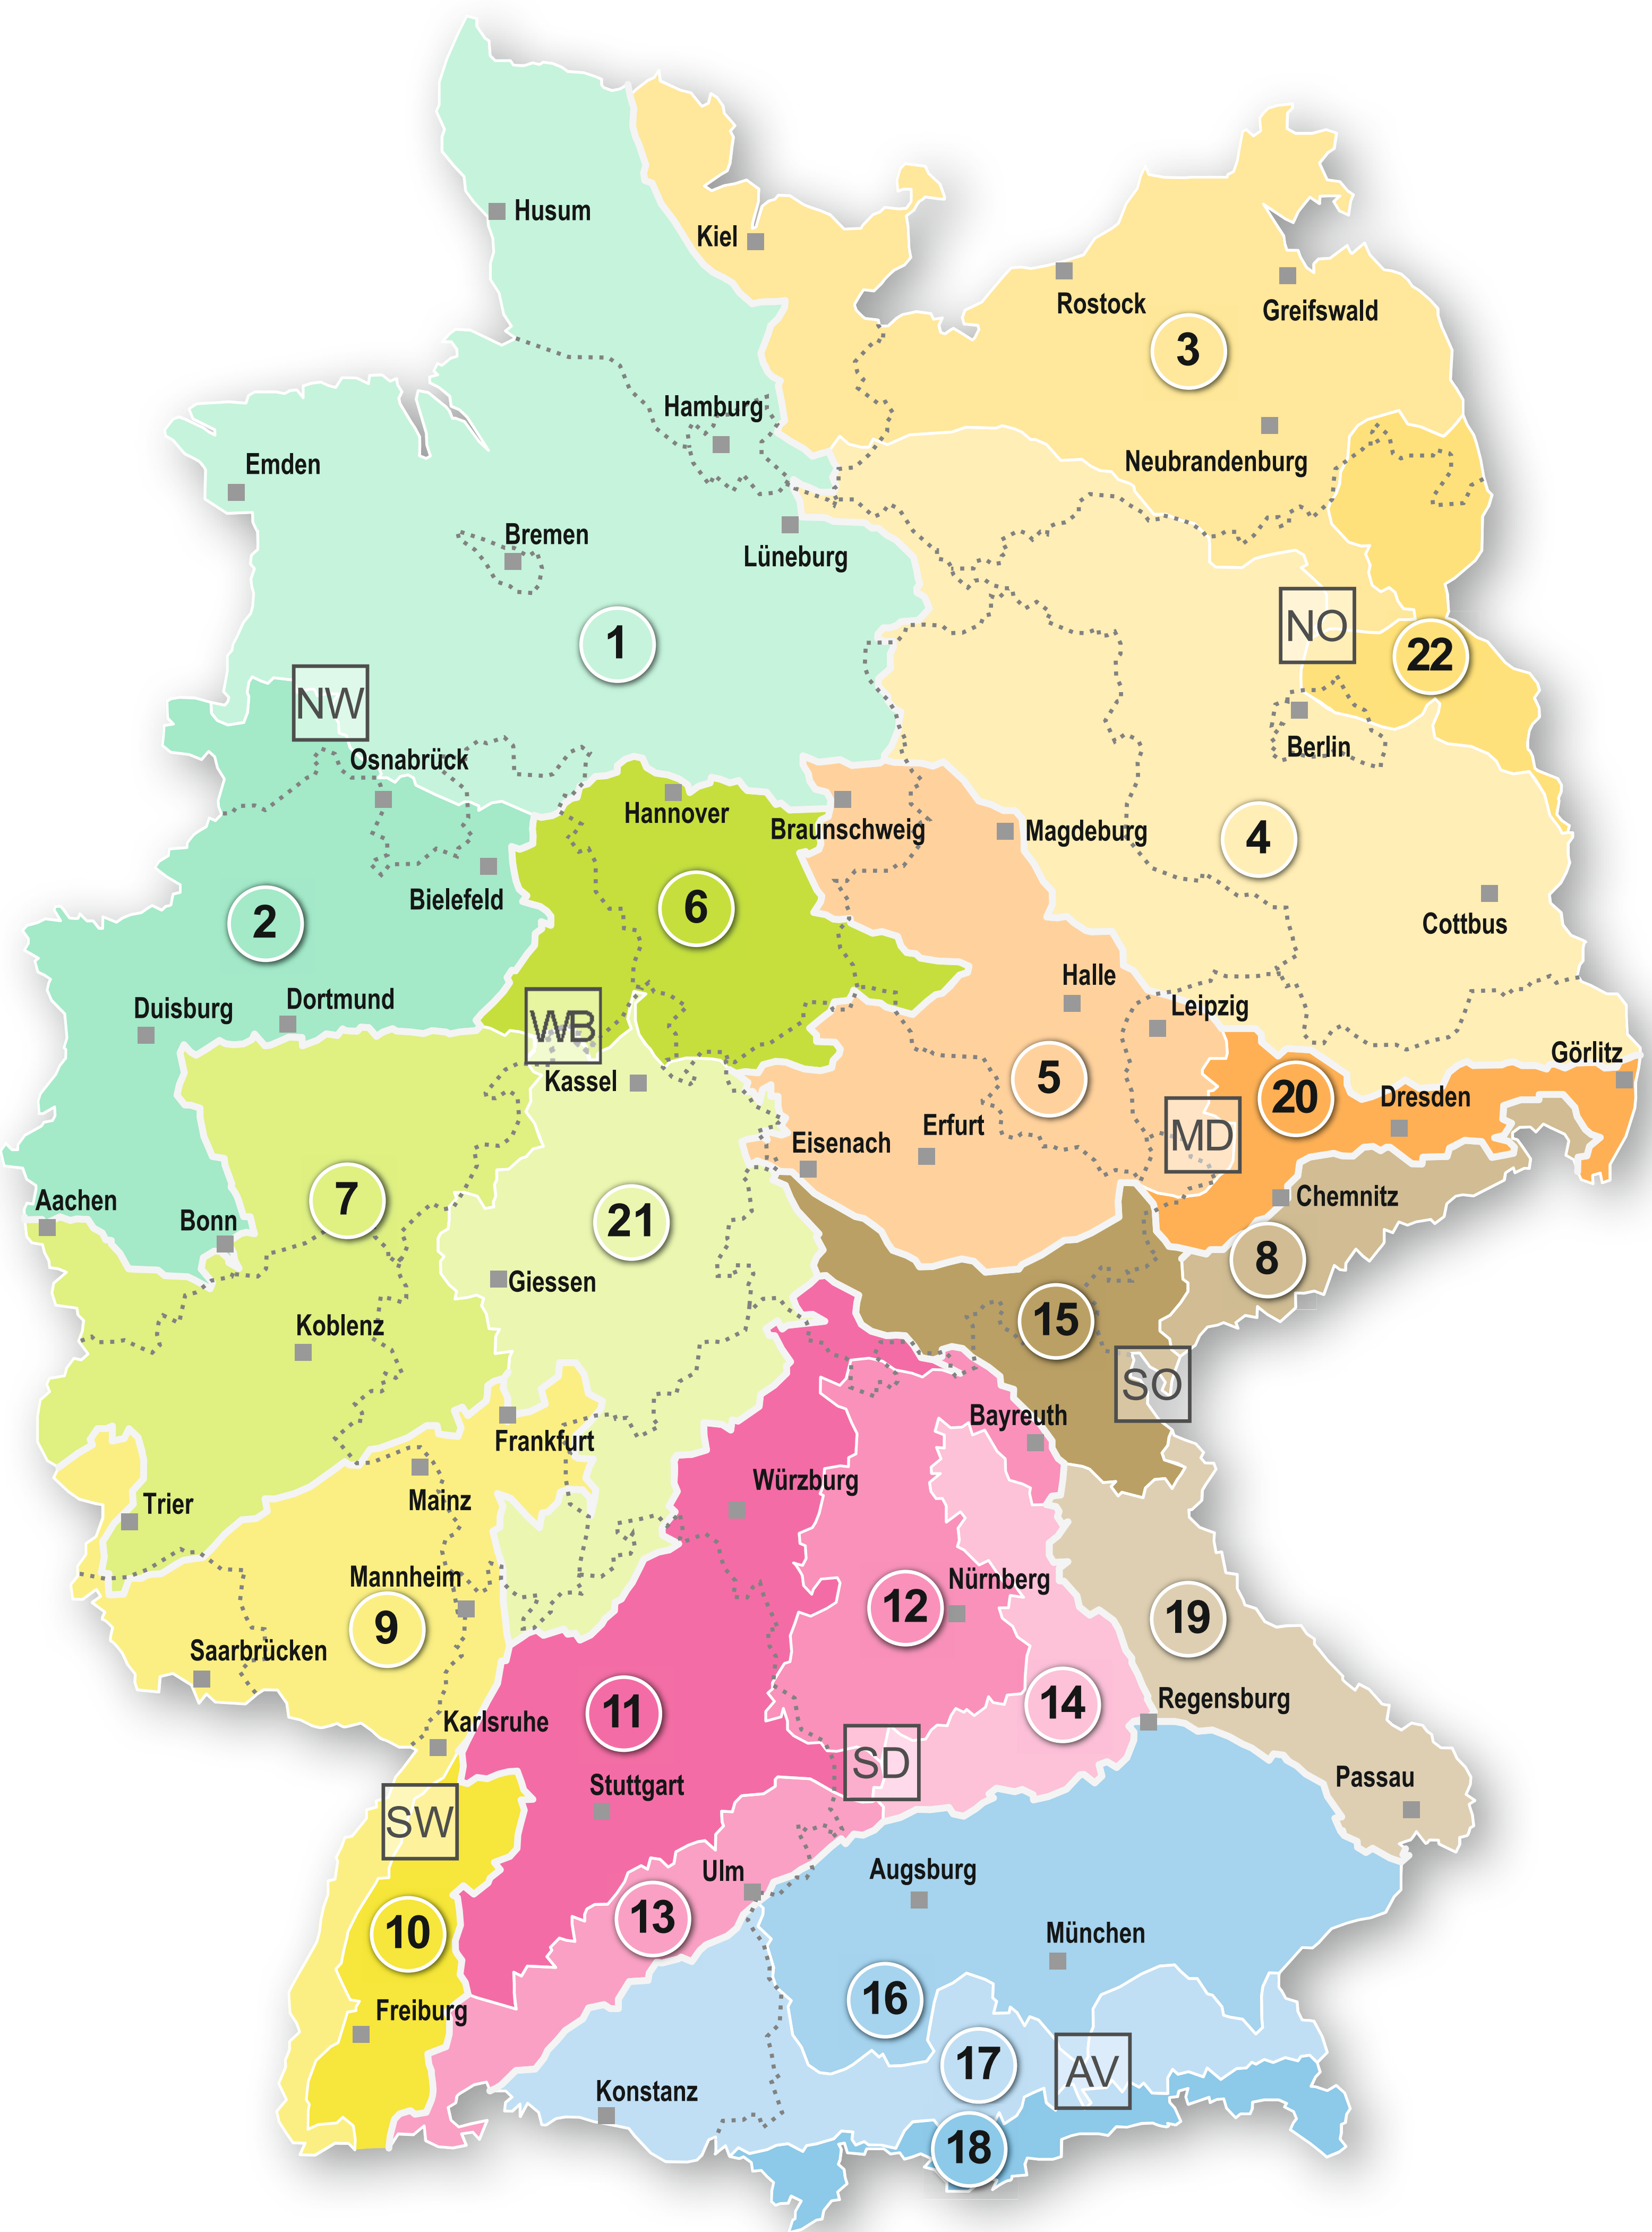 Husum
Kiel
Rostock
Greifswald
3
Hamburg
Neubrandenburg
Emden
Bremen
Lüneburg
1
NO
22
NW
Osnabrück
Berlin
Hannover
Braunschweig
Magdeburg
4
Bielefeld
2
6
Cottbus
Duisburg
Dortmund
Halle
Leipzig
WB
Kassel
Görlitz
5
20
Dresden
Eisenach
Erfurt
MD
Aachen
Bonn
7
21
Chemnitz
8
Giessen
Koblenz
15
SO
Frankfurt
Bayreuth
Mainz
Trier
Würzburg
Mannheim
Nürnberg
9
12
19
Saarbrücken
Karlsruhe
11
14
Regensburg
SD
Stuttgart
Passau
SW
Ulm
Augsburg
10
13
München
16
Freiburg
17
AV
Konstanz
18